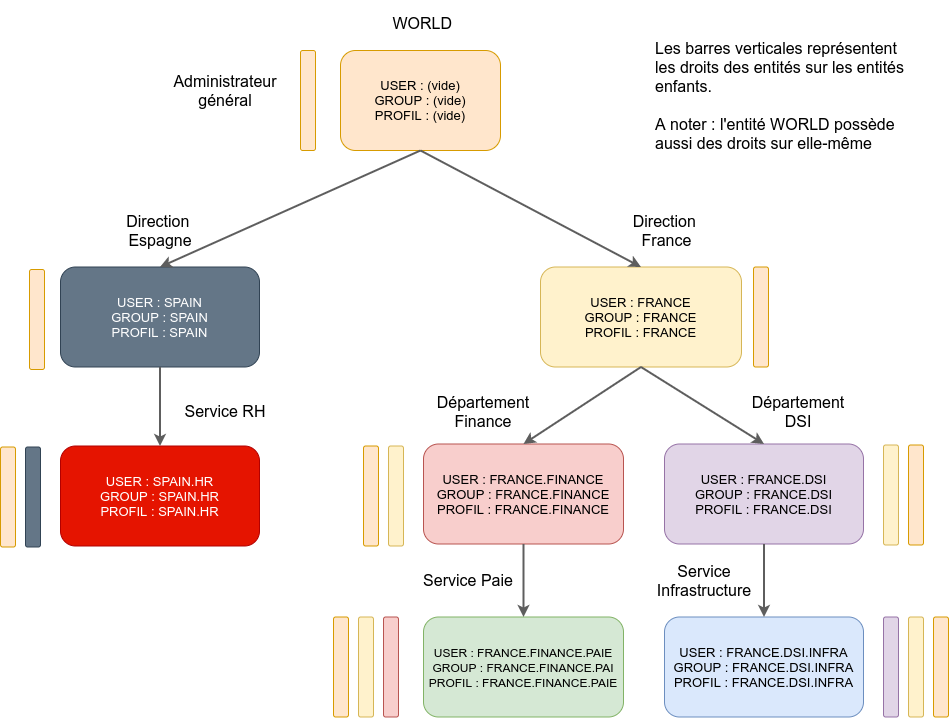 WORLD
Administrateur
général
USER : (vide)
GROUP : (vide)
PROFIL : (vide)
Les barres verticales représentent
les droits des entités sur les entités
enfants.
A noter : l'entité WORLD possède
aussi des droits sur elle-même
Direction
Espagne
Direction
France
USER : SPAIN
GROUP : SPAIN
PROFIL : SPAIN
USER : FRANCE
GROUP : FRANCE
PROFIL : FRANCE
Service RH
Département
Finance
Département
DSI
USER : SPAIN.HR
GROUP : SPAIN.HR
PROFIL : SPAIN.HR
USER : FRANCE.FINANCE
GROUP : FRANCE.FINANCE
PROFIL : FRANCE.FINANCE
USER : FRANCE.DSI
GROUP : FRANCE.DSI
PROFIL : FRANCE.DSI
Service Paie
Service
Infrastructure
USER : FRANCE.FINANCE.PAIE
GROUP : FRANCE.FINANCE.PAI
PROFIL : FRANCE.FINANCE.PAIE
USER : FRANCE.DSI.INFRA
GROUP : FRANCE.DSI.INFRA
PROFIL : FRANCE.DSI.INFRA